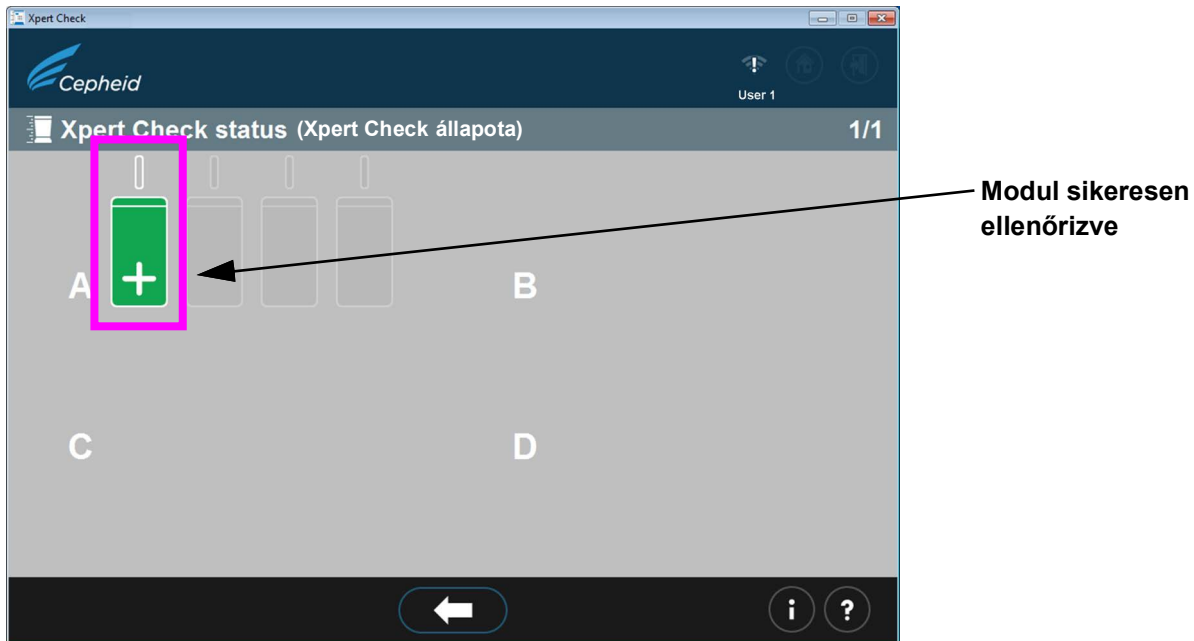 Xpert Check
Cepheid
User 1
Xpert Check status (Xpert Check állapota) 1/1
Modul sikeresen
ellenőrizve
A B
C D
i ?